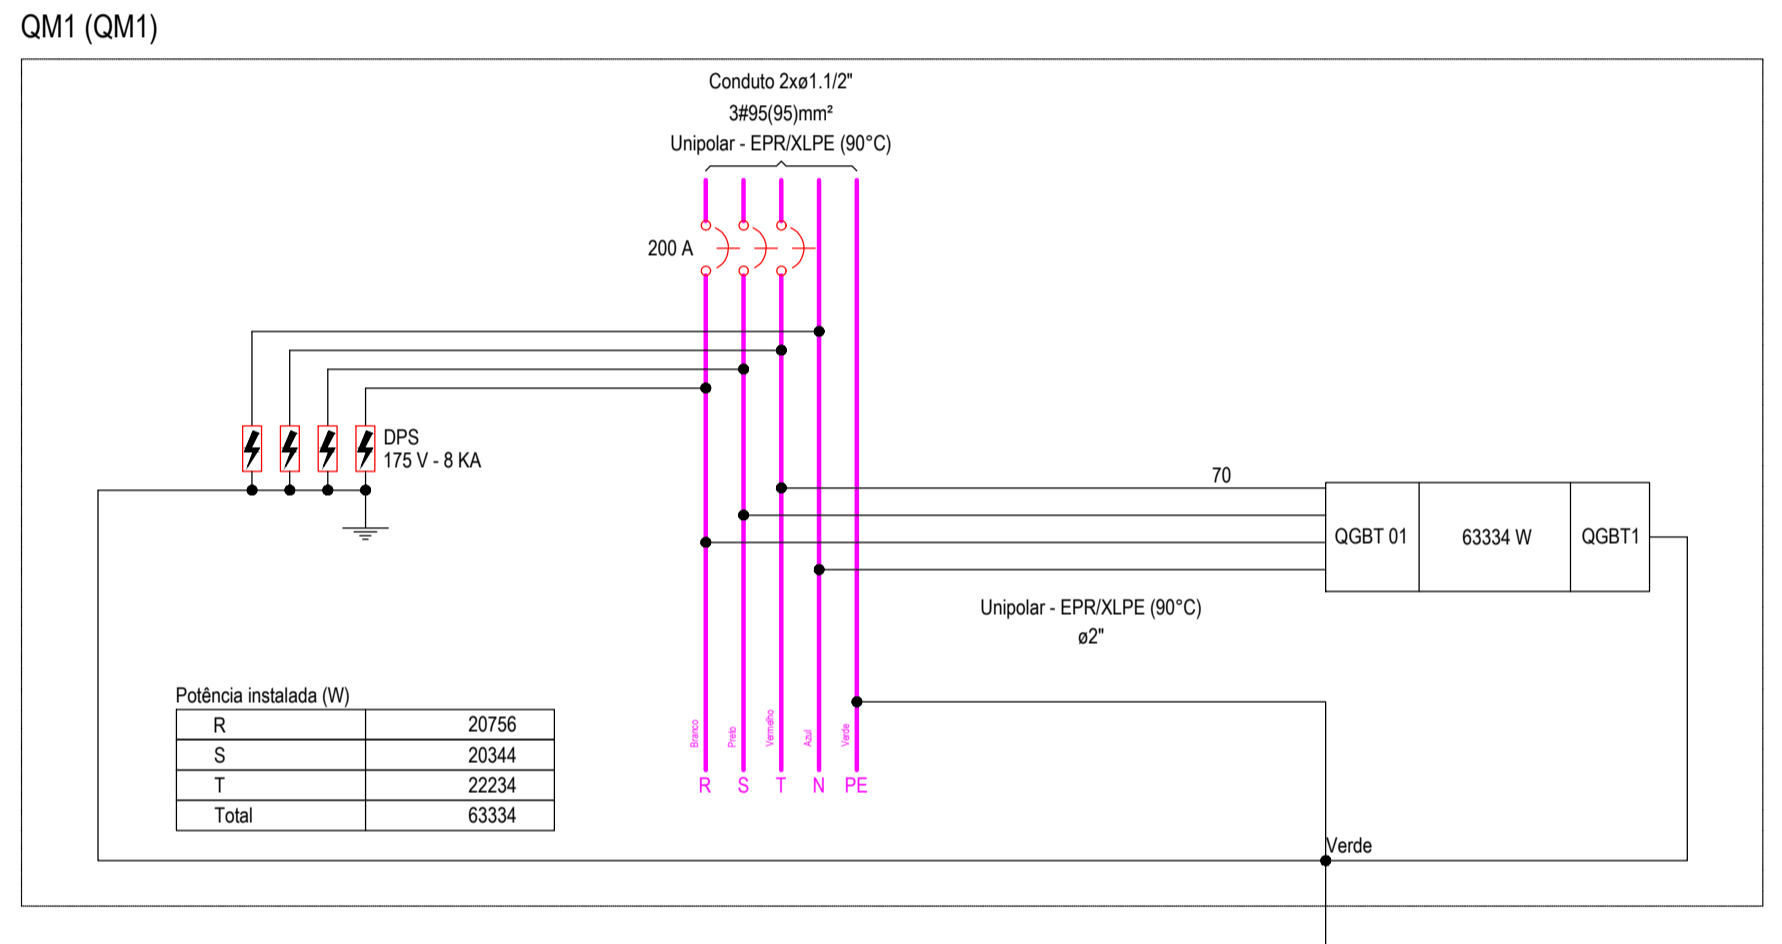 QM1 (QM1)
Conduto 2xø1.1/2"
3#95(95)mm²
Unipolar - EPR/XLPE (90°C)
200 A
DPS
175 V - 8 KA
70
QGBT 01 63334 W QGBT1
Unipolar - EPR/XLPE (90°C)
ø2"
Potência instalada (W)
R 20756
S 20344
T 22234
Total 63334
Branco
Preto
Vermelho
Azul
Verde
R S T N PE
Verde